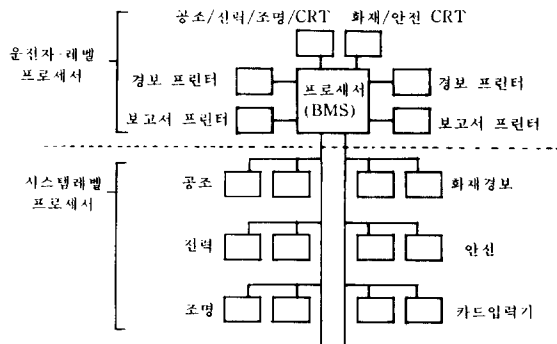 공조/전력/조명/CRT
화재/안전 CRT
운전자 레벨
프로세서
경보 프린터
프로세서
(BMS)
경보 프린터
보고서 프린터
보고서 프린터
시스템레벨
프로세서
공조
화재경보
전력
안전
조명
카드입력기